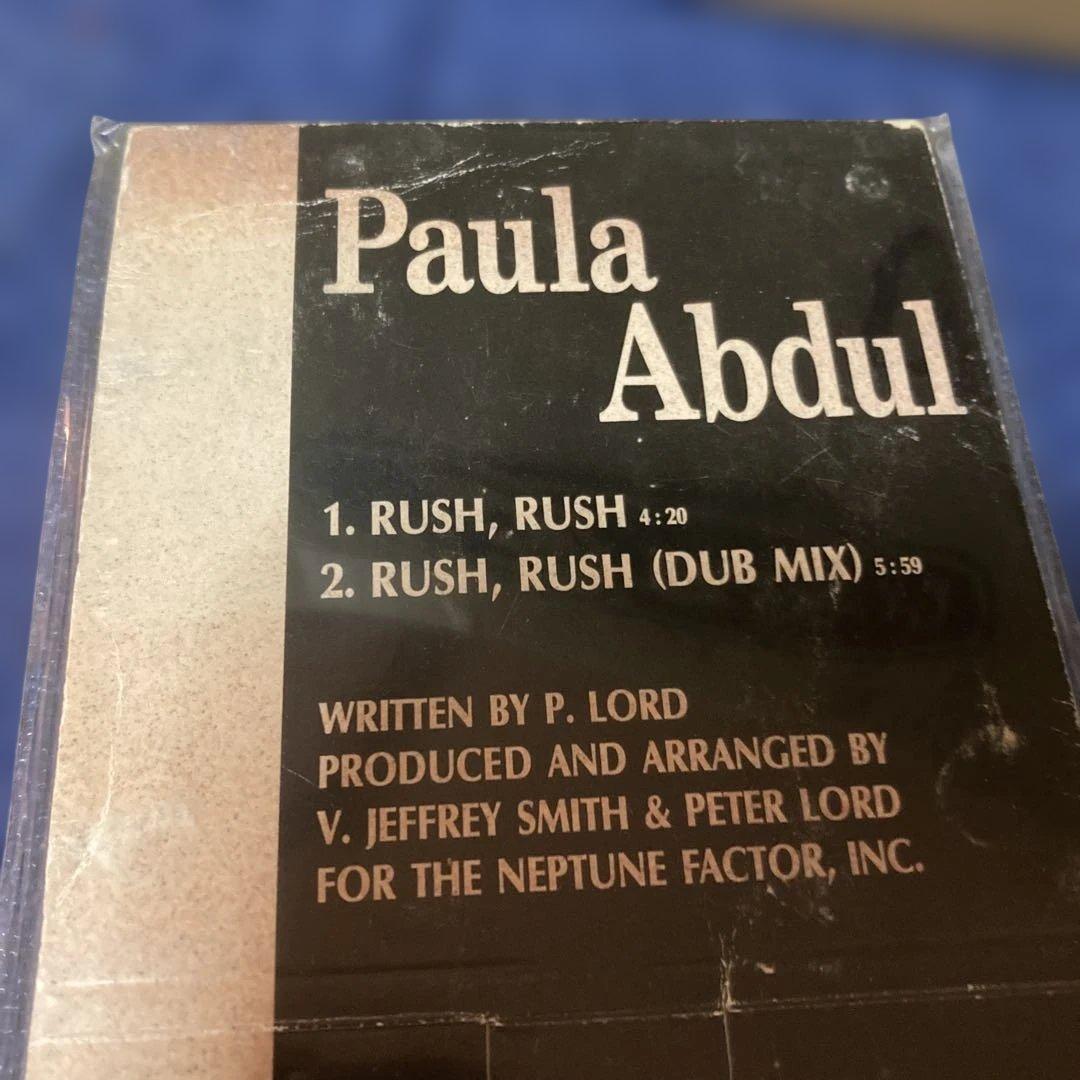 Paula
Abdul
1. RUSH, RUSH 4:20
2. RUSH, RUSH (DUB MIX) 5:59
WRITTEN BY P. LORD
PRODUCED AND ARRANGED BY
V. JEFFREY SMITH & PETER LORD
FOR THE NEPTUNE FACTOR, INC.